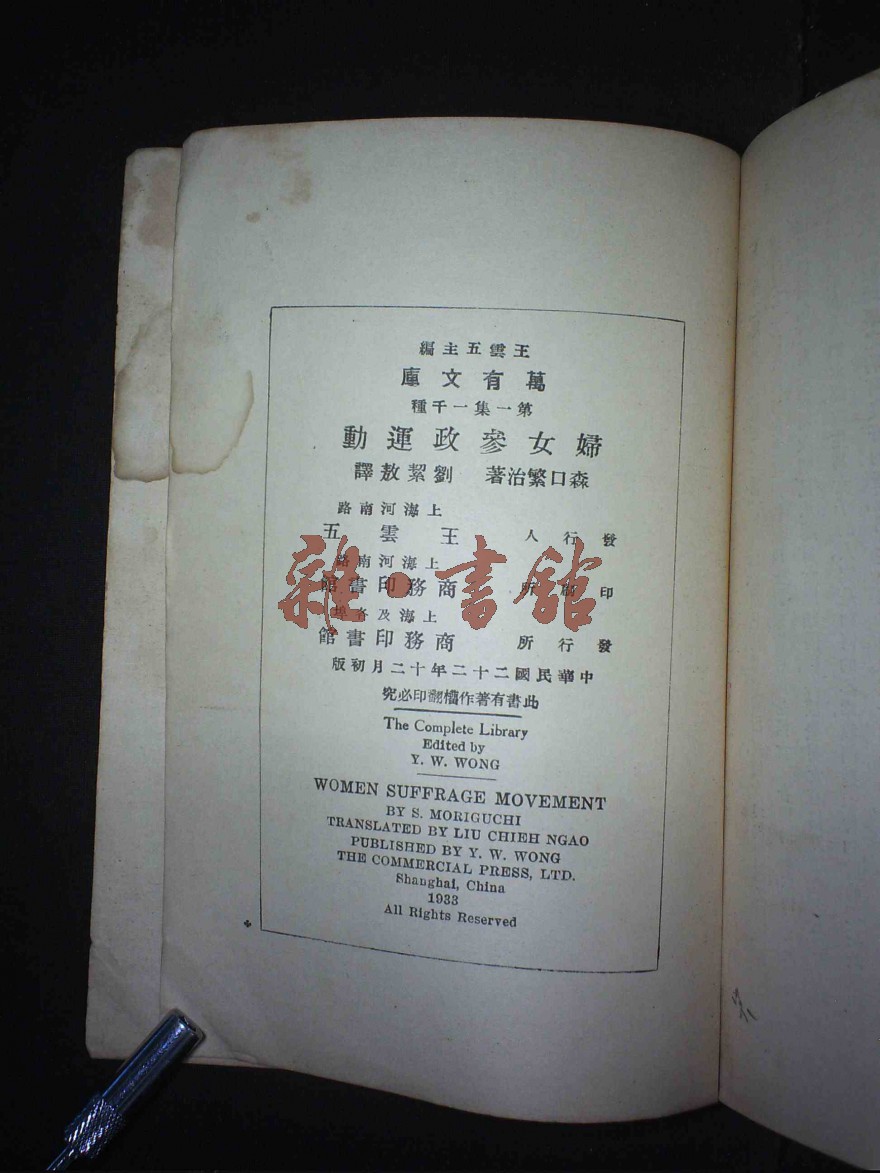 王雲五主編
萬有文庫
第一集一千種
婦女參政運動
森口繁治著 劉絜敖譯
上海河南路
發行人 王雲五
上海河南路
印刷所 商務印書館
上海及各埠
發行所 商務印書館
中華民國二十二年十二月初版
此書有著作權翻印必究
雜·書館
The Complete Library
Edited by
Y. W. WONG
WOMEN SUFFRAGE MOVEMENT
BY S. MORIGUCHI
TRANSLATED BY LIU CHIEH NGAO
PUBLISHED BY Y. W. WONG
THE COMMERCIAL PRESS, LTD.
Shanghai, China
1933
All Rights Reserved